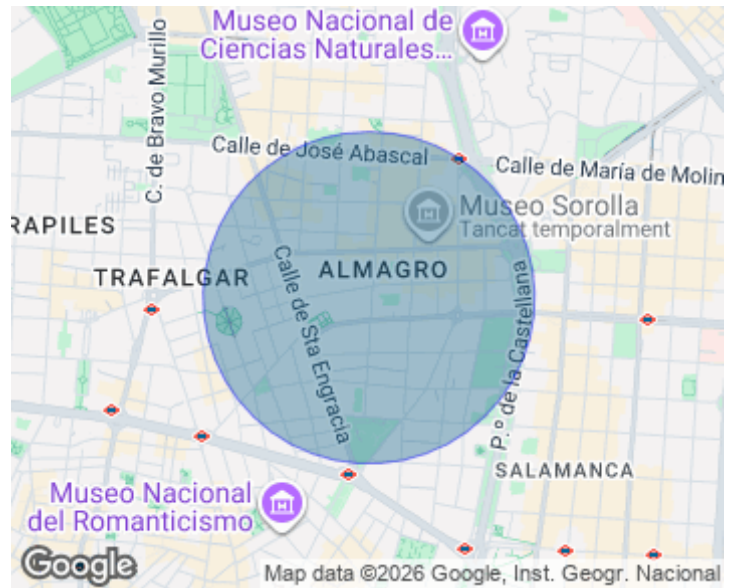 Museo Nacional de
Ciencias Naturales...
C. de Bravo Murillo
Calle de José Abascal
Calle de María de Molin
Museo Sorolla
Tancat temporalment
RAPILES
TRAFALGAR
ALMAGRO
Calle de Sta Engracia
P.º de la Castellana
SALAMANCA
Museo Nacional
del Romanticismo
Google
Map data ©2026 Google, Inst. Geogr. Nacional